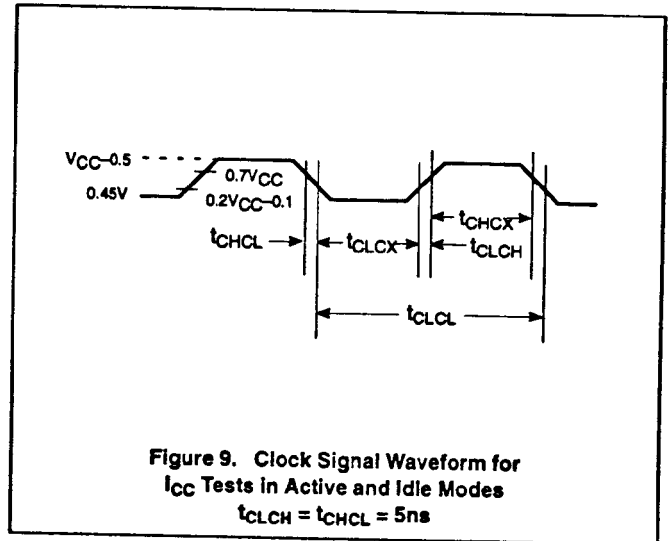 VCC–0.5
0.7VCC
0.45V
0.2VCC–0.1
tCHCX
tCHCL
tCLCX
tCLCH
tCLCL
Figure 9. Clock Signal Waveform for
ICC Tests in Active and Idle Modes
tCLCH = tCHCL = 5ns